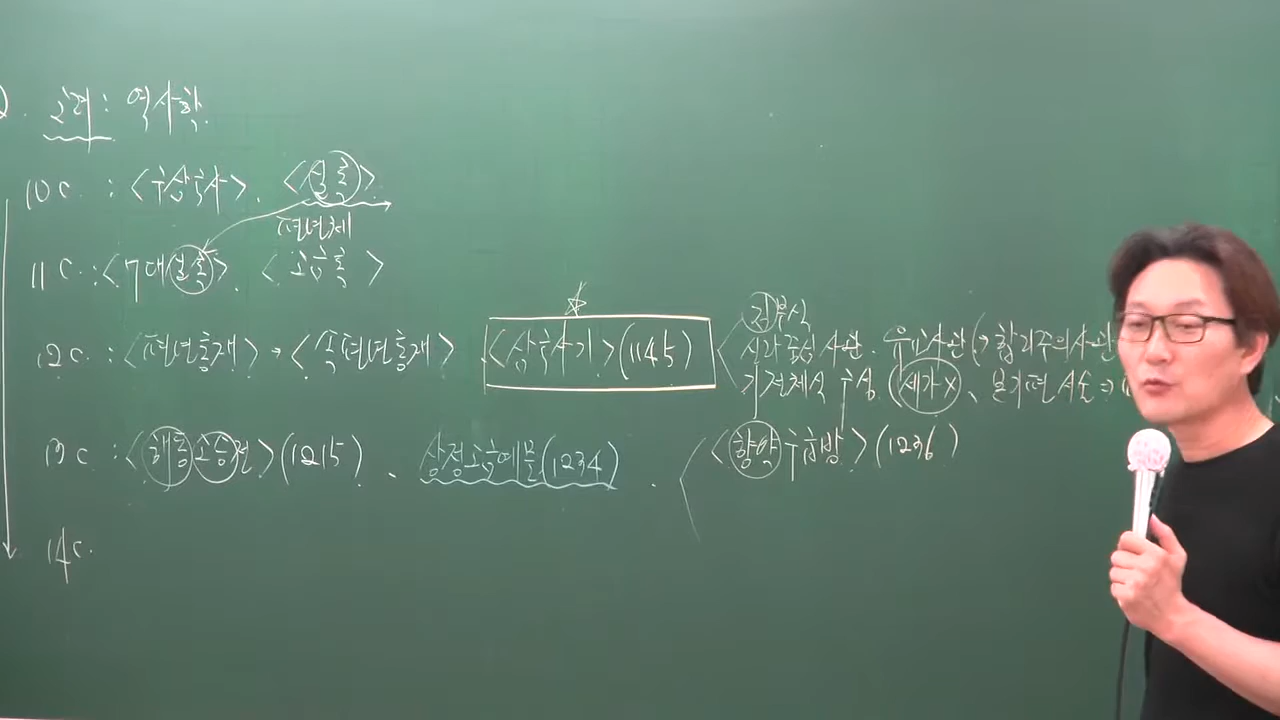 고려: 역사학
10C. : <구삼국사>. <실록>
편년체
11C. : <7대실록> <고금록>
12C. : <편년통재> → <속편년통재> <삼국사기>(1145)
김부식
신라 중심 사관. 유교사관(→ 합리주의사관
기전체식 구성 (세가X)、본기편 서술 ⇒
13C : <해동고승전>(1215). 상정고금예문(1234). <향약구급방>(1236)
14C.